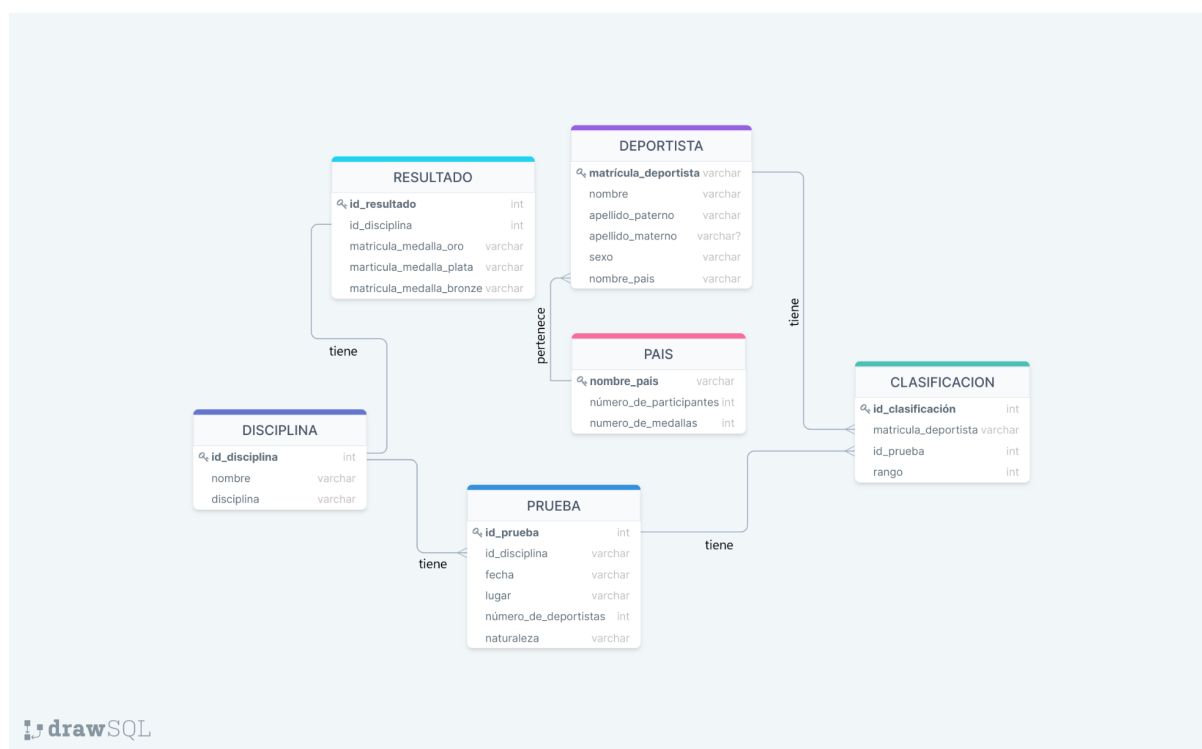 RESULTADO
id_resultado int
id_disciplina int
matricula_medalla_oro varchar
marticula_medalla_plata varchar
matricula_medalla_bronze varchar
DEPORTISTA
matrícula_deportista varchar
nombre varchar
apellido_paterno varchar
apellido_materno varchar?
sexo varchar
nombre_pais varchar
tiene
pertenece
tiene
PAIS
nombre_pais varchar
número_de_participantes int
numero_de_medallas int
CLASIFICACION
id_clasificación int
matricula_deportista varchar
id_prueba int
rango int
DISCIPLINA
id_disciplina int
nombre varchar
disciplina varchar
PRUEBA
id_prueba int
id_disciplina varchar
fecha varchar
lugar varchar
número_de_deportistas int
naturaleza varchar
tiene
tiene
drawSQL